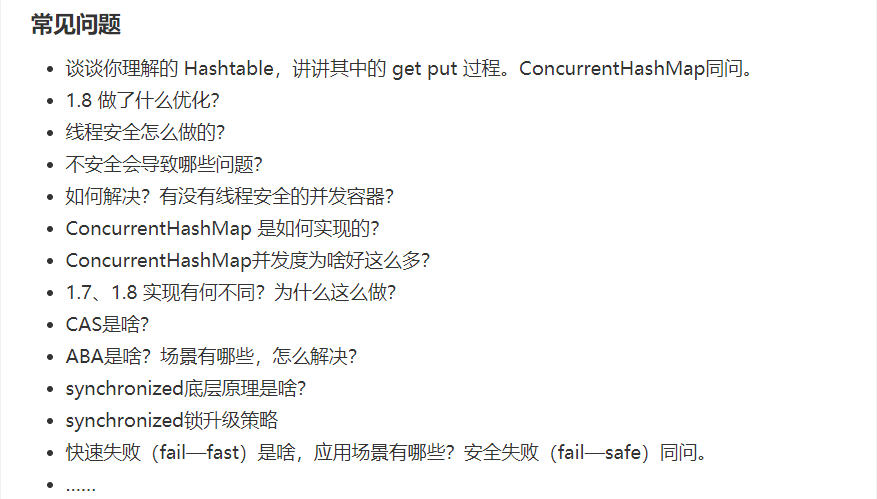 常见问题
谈谈你理解的 Hashtable，讲讲其中的 get put 过程。ConcurrentHashMap同问。
1.8 做了什么优化？
线程安全怎么做的？
不安全会导致哪些问题？
如何解决？有没有线程安全的并发容器？
ConcurrentHashMap 是如何实现的？
ConcurrentHashMap并发度为啥好这么多？
1.7、1.8 实现有何不同？为什么这么做？
CAS是啥？
ABA是啥？场景有哪些，怎么解决？
synchronized底层原理是啥？
synchronized锁升级策略
快速失败（fail—fast）是啥，应用场景有哪些？安全失败（fail—safe）同问。
……